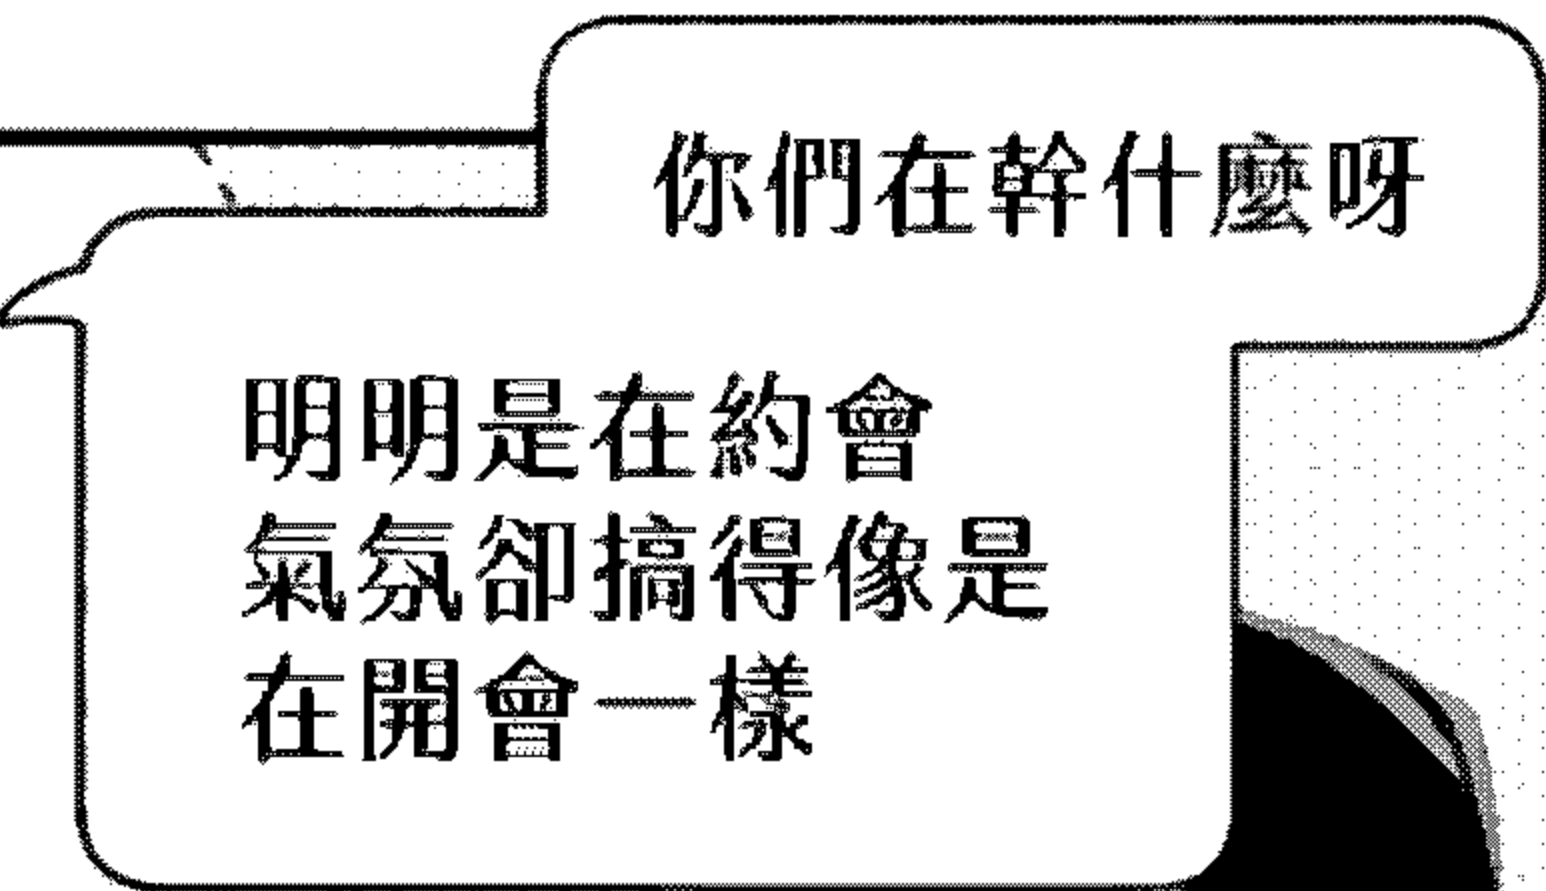 你們在幹什麼呀
明明是在約會
氣氛卻搞得像是
在開會一樣